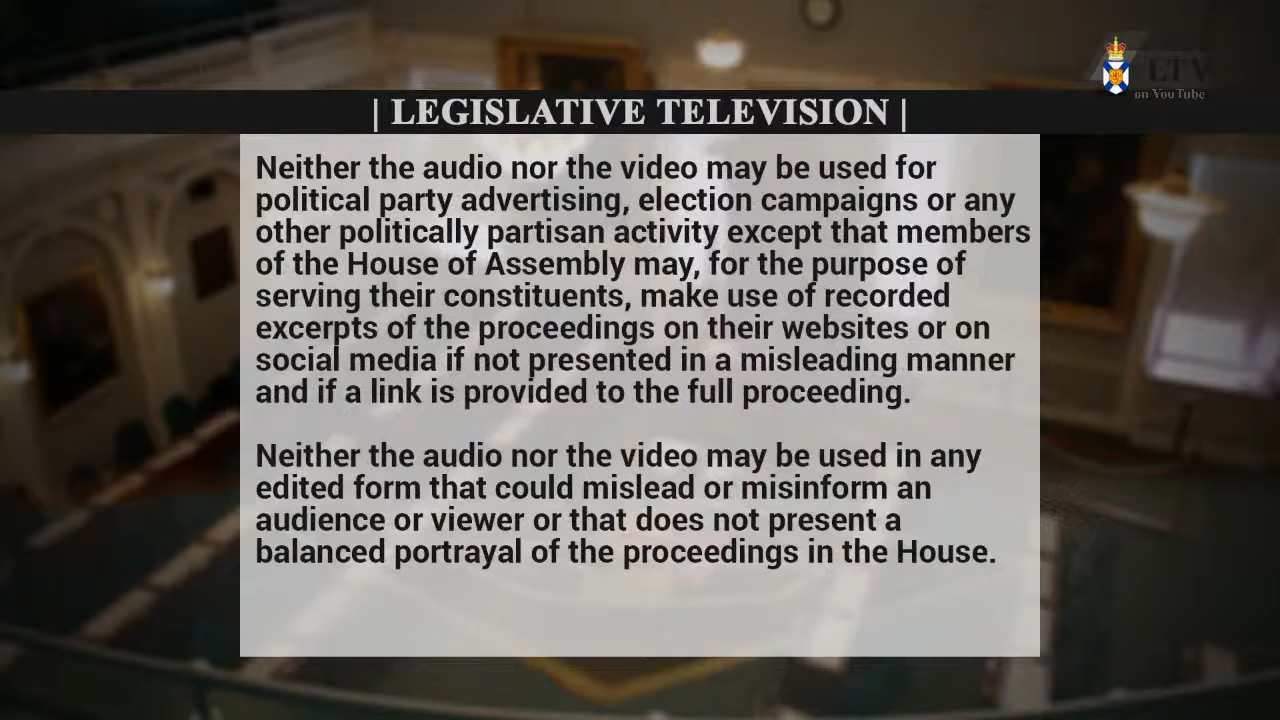 LTV
on YouTube
| LEGISLATIVE TELEVISION |
Neither the audio nor the video may be used for
political party advertising, election campaigns or any
other politically partisan activity except that members
of the House of Assembly may, for the purpose of
serving their constituents, make use of recorded
excerpts of the proceedings on their websites or on
social media if not presented in a misleading manner
and if a link is provided to the full proceeding.
Neither the audio nor the video may be used in any
edited form that could mislead or misinform an
audience or viewer or that does not present a
balanced portrayal of the proceedings in the House.